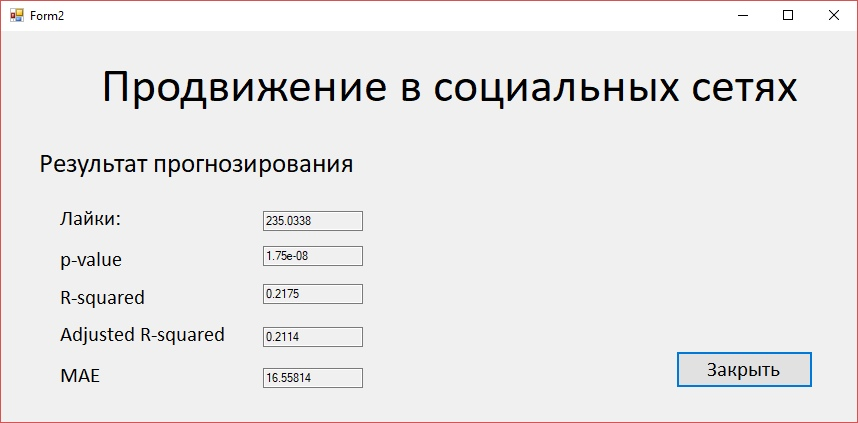 Form2
Продвижение в социальных сетях
Результат прогнозирования
Лайки: 235.0338
p-value 1.75e-08
R-squared 0.2175
Adjusted R-squared 0.2114
MAE 16.55814
Закрыть